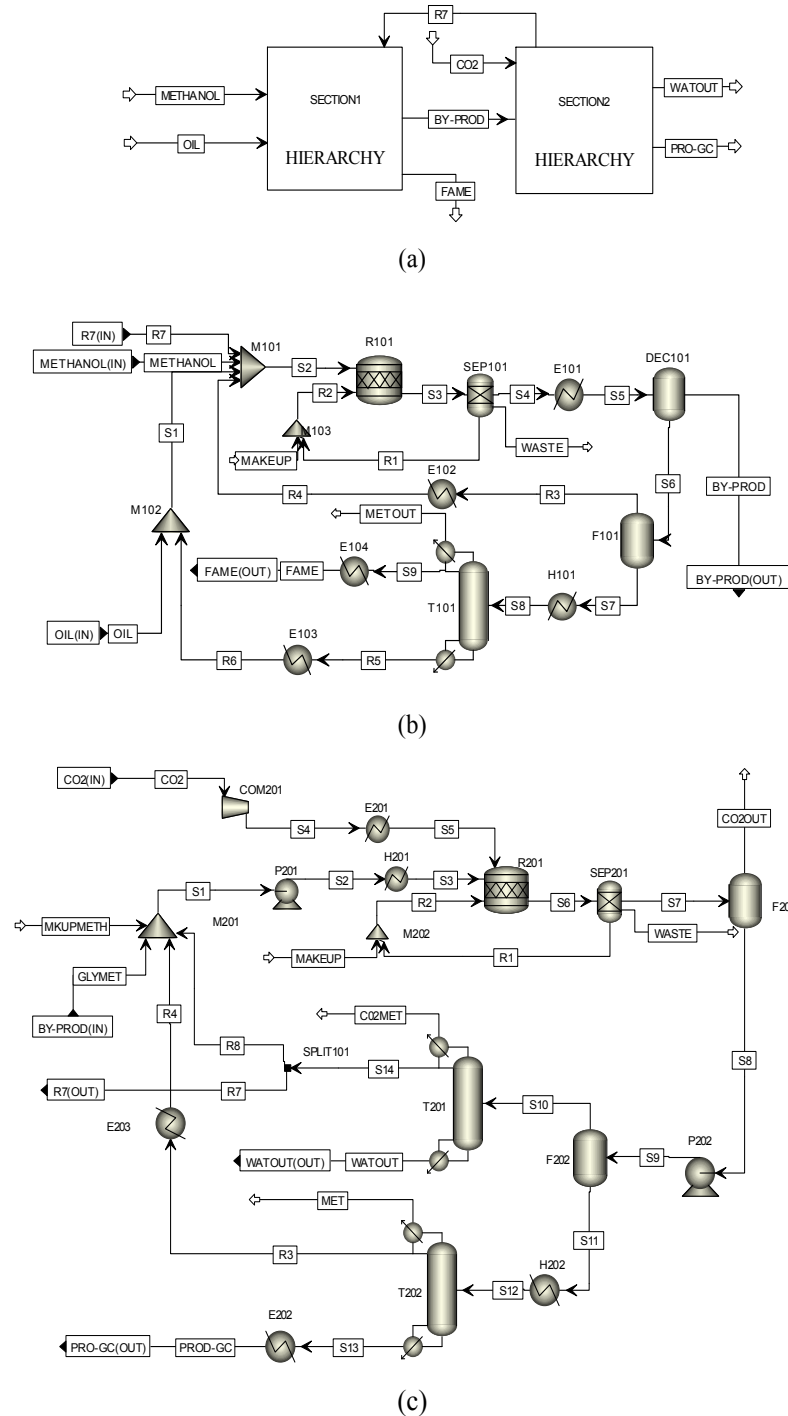 R7
CO2
METHANOL
SECTION1
SECTION2
WATOUT
BY-PROD
OIL
HIERARCHY
HIERARCHY
PRO-GC
FAME
(a)
R7(IN)
R7
M101
R101
METHANOL(IN)
METHANOL
S2
SEP101
E101
DEC101
R2
S3
S4
S5
S1
M103
WASTE
MAKEUP
R1
E102
S6
BY-PROD
R4
R3
M102
METOUT
F101
E104
H101
FAME(OUT)
FAME
S9
S8
S7
BY-PROD(OUT)
T101
OIL(IN)
OIL
E103
R6
R5
(b)
CO2(IN)
CO2
COM201
CO2OUT
E201
S4
S5
P201
H201
R201
SEP201
S1
S2
S3
R2
S6
S7
MKUPMETH
M201
M202
WASTE
MAKEUP
R1
GLYMET
R4
BY-PROD(IN)
C02MET
R8
SPLIT101
S14
S8
R7(OUT)
R7
T201
S10
E203
P202
WATOUT(OUT)
WATOUT
F202
S9
MET
S11
R3
H202
T202
S12
E202
PRO-GC(OUT)
PROD-GC
S13
(c)